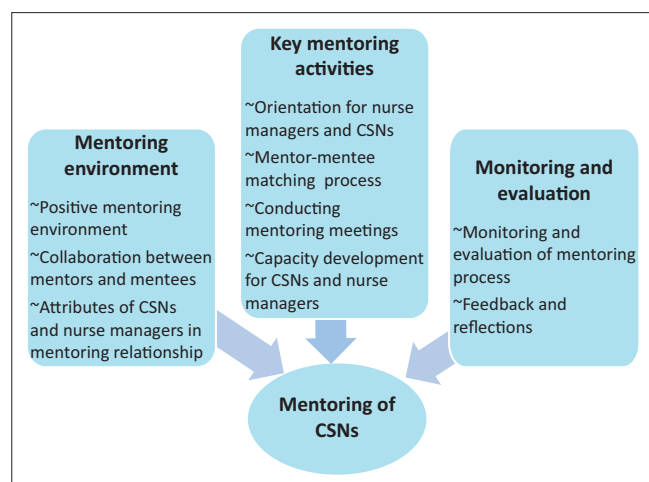 Mentoring
environment
~Positive mentoring
environment
~Collaboration between
mentors and mentees
~Attributes of CSNs
and nurse managers in
mentoring relationship
Key mentoring
activities
~Orientation for nurse
managers and CSNs
~Mentor-mentee
matching process
~Conducting
mentoring meetings
~Capacity development
for CSNs and nurse
managers
Monitoring and
evaluation
~Monitoring and
evaluation of mentoring
process
~Feedback and
reflections
Mentoring of
CSNs